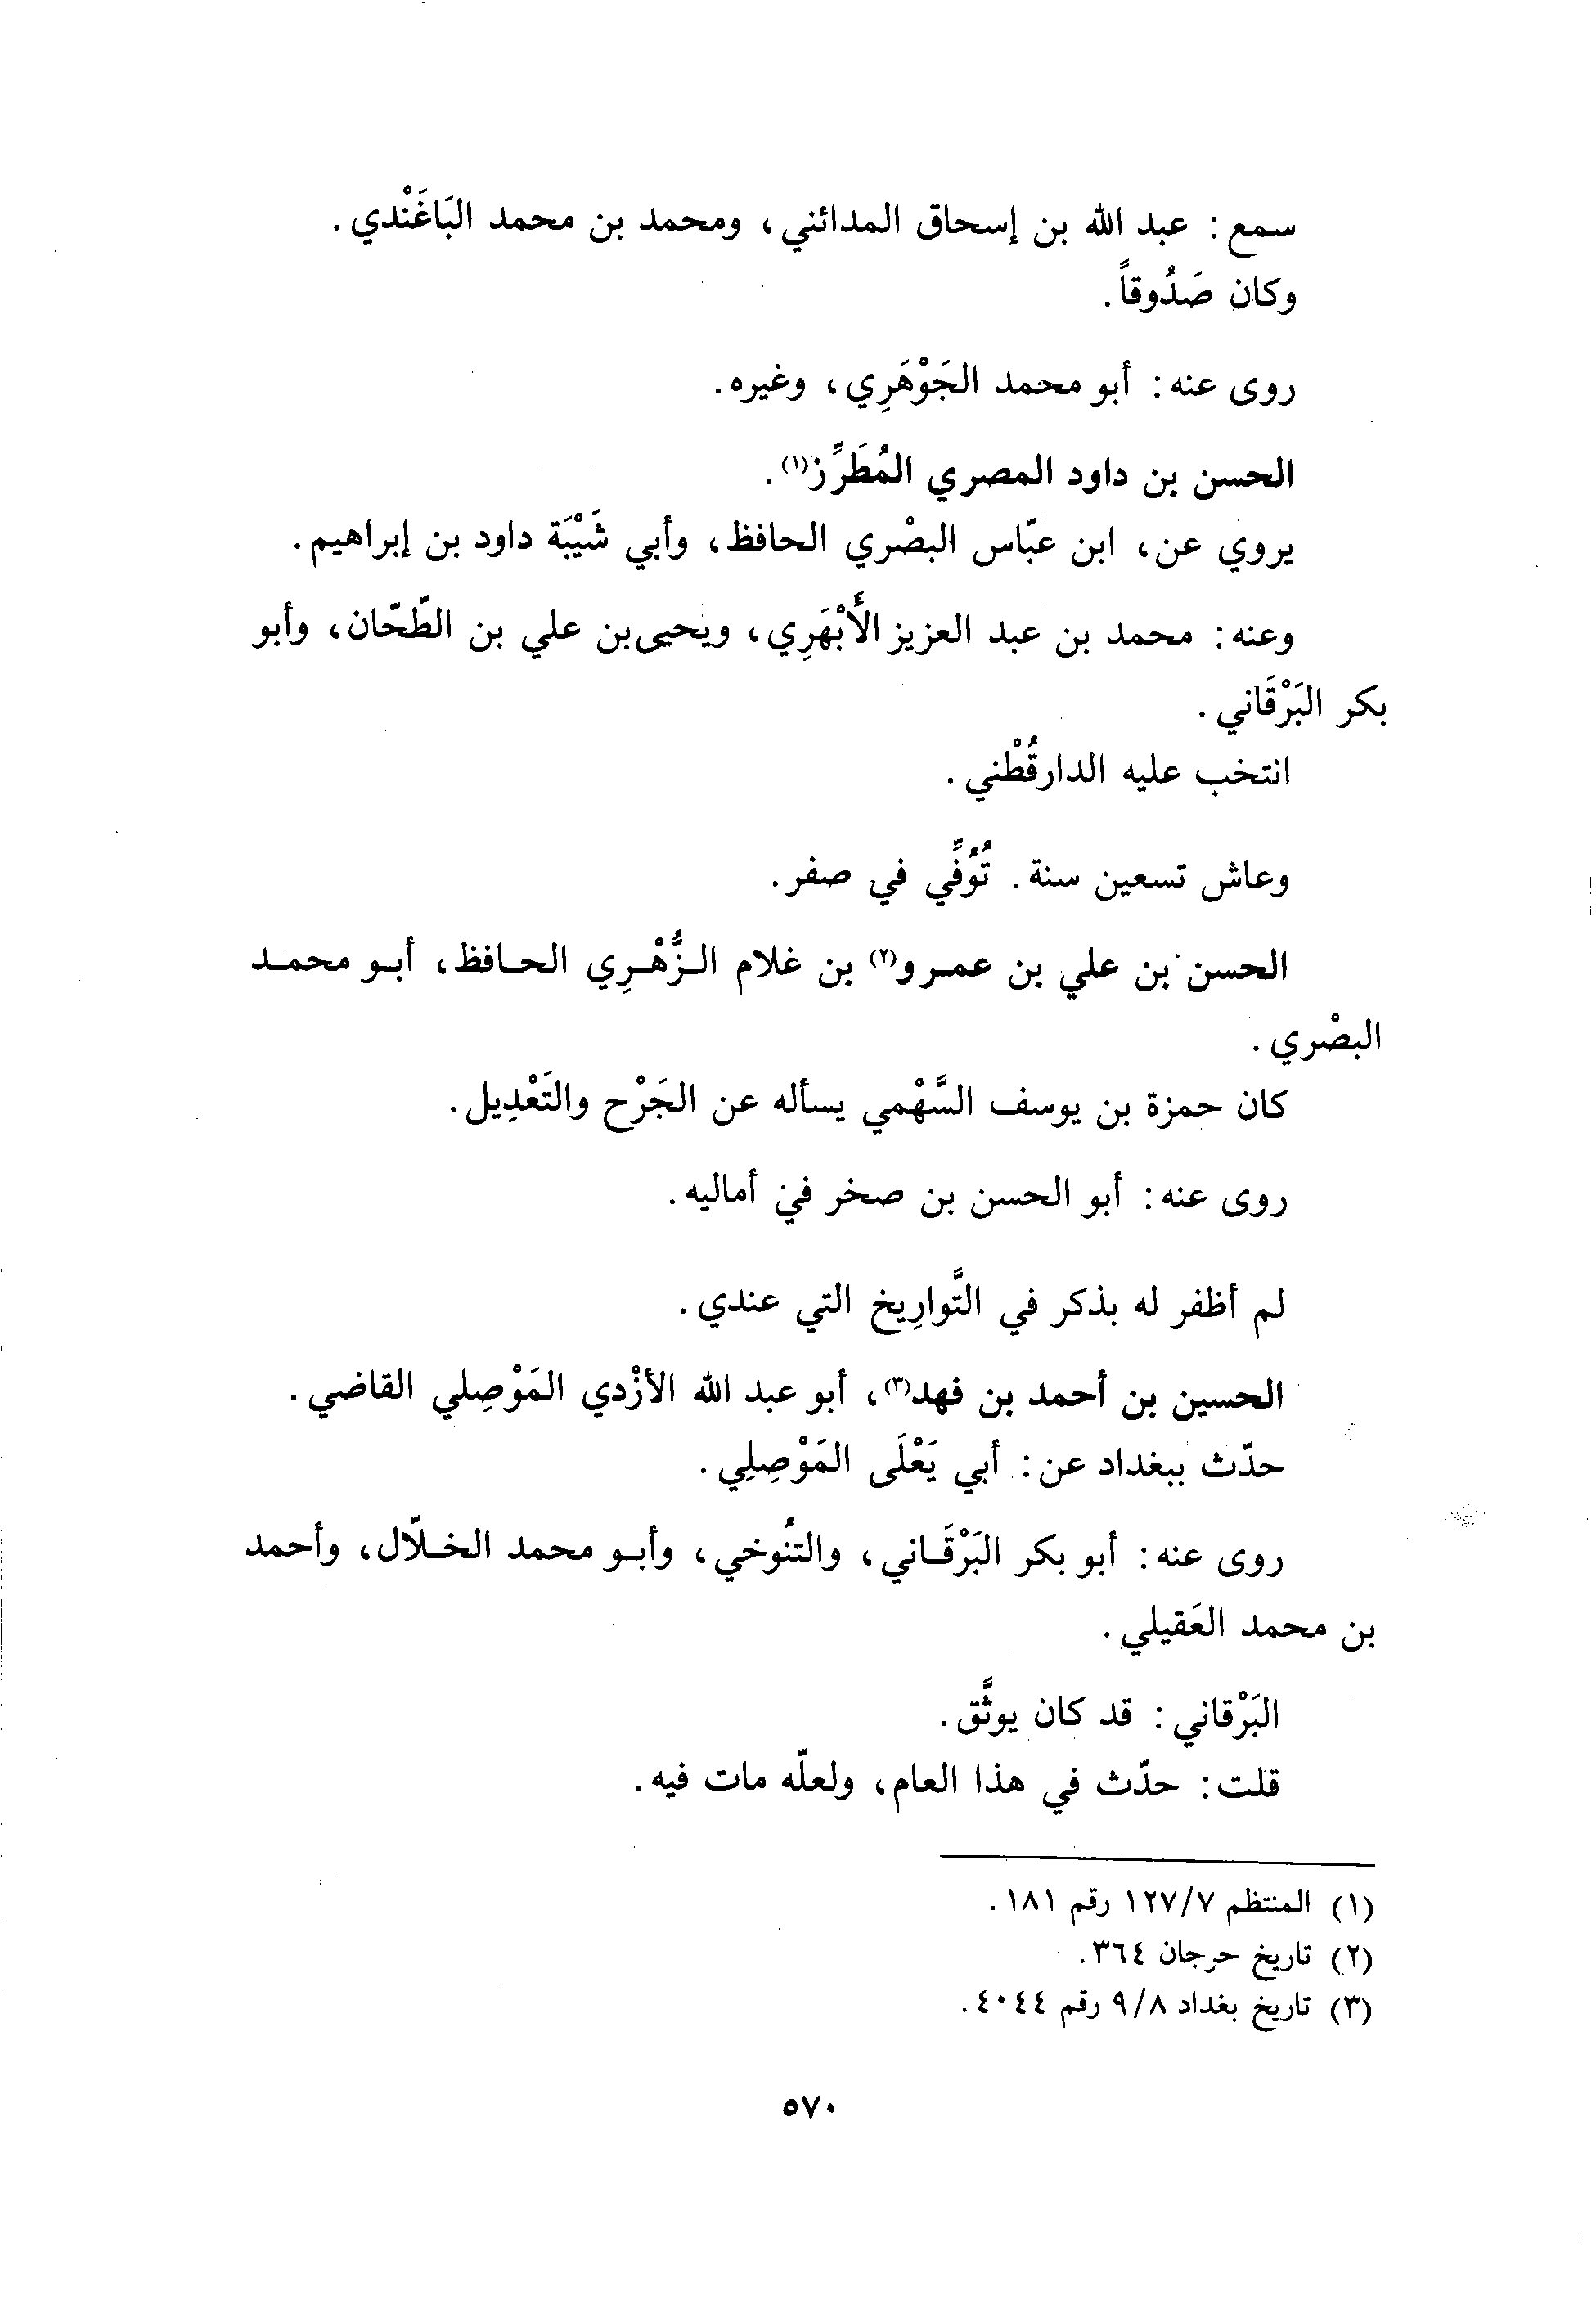 سمع : عبد الله بن إسحاق المدائني ، ومحمد بن محمد البَاغَنْدي .
وكان صَدُوقاً .
روى عنه : أبو محمد الجَوْهَرِي ، وغيره .
الحسن بن داود المصري المُطَرِّز(١) .
يروي عن، ابن عبّاس البصْري الحافظ ، وأبي شَيْبَة داود بن إبراهيم .
وعنه : محمد بن عبد العزيز الأَبْهَرِي ، ويحيى بن علي بن الطّحّان ، وأبو
بكر البَرْقَاني .
انتخب عليه الدارقُطْني .
وعاش تسعين سنة . تُوُفِّي في صفر .
الحسن بن علي بن عمرو(٢) بن غلام الزُّهْرِي الحافظ ، أبو محمد
البصْري .
كان حمزة بن يوسف السَّهْمي يسأله عن الجَرْح والتَعْدِيل .
روى عنه : أبو الحسن بن صخر في أماليه .
لم أظفر له بذكر في التَّوارِيخ التي عندي .
الحسين بن أحمد بن فهد(٣) ، أبو عبد الله الأزْدي المَوْصِلي القاضي .
حدّث ببغداد عن : أبي يَعْلَى المَوْصِلِي .
روى عنه : أبو بكر البَرْقَاني ، والتنُوخي ، وأبو محمد الخلّال ، وأحمد
بن محمد العَقيلي .
البَرْقاني : قد كان يوثَّق .
قلت : حدّث في هذا العام ، ولعلّه مات فيه .
(١) المنتظم ١٢٧/٧ رقم ١٨١ .
(٢) تاريخ حرجان ٣٦٤ .
(٣) تاريخ بغداد ٩/٨ رقم ٤٠٤٤ .
٥٧٠